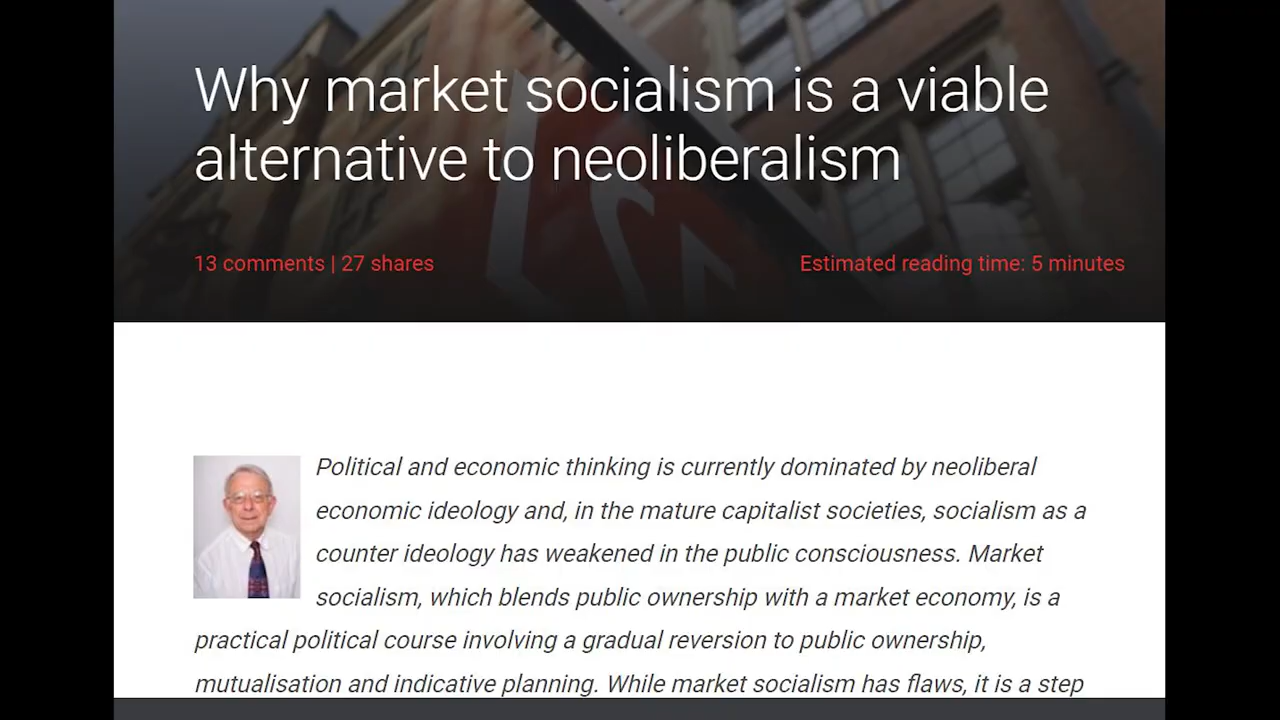 Why market socialism is a viable
alternative to neoliberalism
13 comments | 27 shares
Estimated reading time: 5 minutes
Political and economic thinking is currently dominated by neoliberal
economic ideology and, in the mature capitalist societies, socialism as a
counter ideology has weakened in the public consciousness. Market
socialism, which blends public ownership with a market economy, is a
practical political course involving a gradual reversion to public ownership,
mutualisation and indicative planning. While market socialism has flaws, it is a step